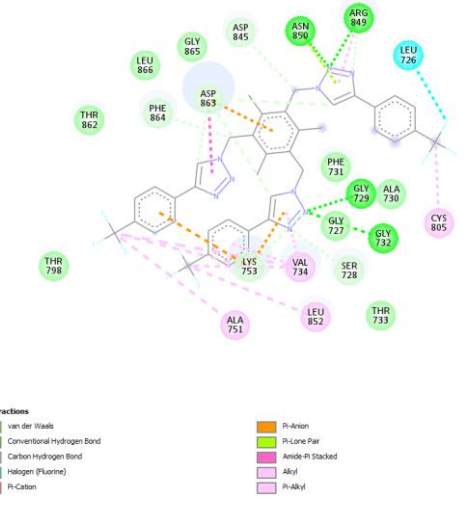 ASP
845
ASN
850
ARG
849
GLY
865
LEU
726
LEU
866
ASP
863
PHE
864
THR
862
N
N
N
PHE
731
GLY
729
ALA
730
GLY
727
GLY
732
CYS
805
N
N
N
N
N
N
LYS
753
VAL
734
SER
728
THR
798
ALA
751
LEU
852
THR
733
F
F
F
F
F
F
F
F
F
ractions
van der Waals
Conventional Hydrogen Bond
Carbon Hydrogen Bond
Halogen (Fluorine)
Pi-Cation
Pi-Anion
Pi-Lone Pair
Amide-Pi Stacked
Alkyl
Pi-Alkyl